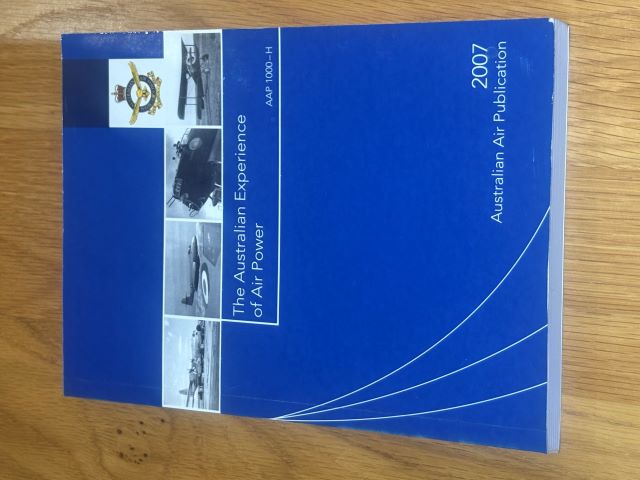 The Australian Experience
of Air Power
AAP 1000–H
2007
Australian Air Publication